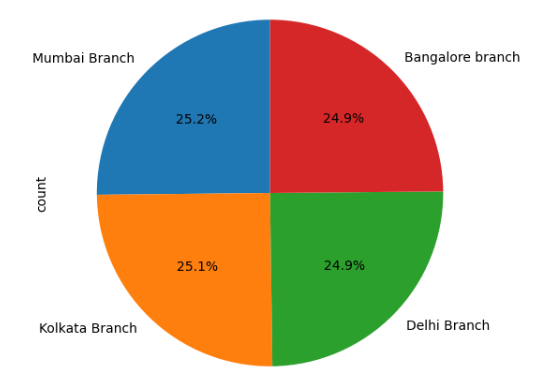 Mumbai Branch
Bangalore branch
25.2%
24.9%
count
25.1%
24.9%
Kolkata Branch
Delhi Branch